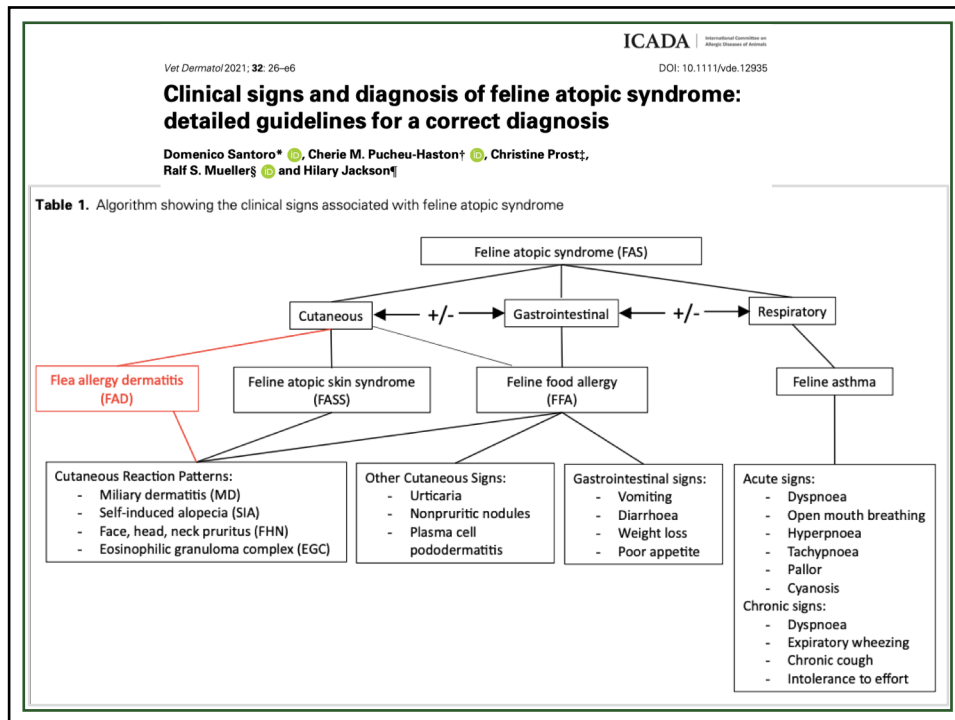 ICADA
International Committee on
Allergic Diseases of Animals
Vet Dermatol 2021; 32: 26–e6
DOI: 10.1111/vde.12935
Clinical signs and diagnosis of feline atopic syndrome:
detailed guidelines for a correct diagnosis
Domenico Santoro* iD, Cherie M. Pucheu-Haston† iD, Christine Prost‡,
Ralf S. Mueller§ iD and Hilary Jackson¶
Table 1. Algorithm showing the clinical signs associated with feline atopic syndrome
Feline atopic syndrome (FAS)
Cutaneous
+/-
Gastrointestinal
+/-
Respiratory
Flea allergy dermatitis
(FAD)
Feline atopic skin syndrome
(FASS)
Feline food allergy
(FFA)
Feline asthma
Cutaneous Reaction Patterns:
- Miliary dermatitis (MD)
- Self-induced alopecia (SIA)
- Face, head, neck pruritus (FHN)
- Eosinophilic granuloma complex (EGC)
Other Cutaneous Signs:
- Urticaria
- Nonpruritic nodules
- Plasma cell
pododermatitis
Gastrointestinal signs:
- Vomiting
- Diarrhoea
- Weight loss
- Poor appetite
Acute signs:
- Dyspnoea
- Open mouth breathing
- Hyperpnoea
- Tachypnoea
- Pallor
- Cyanosis
Chronic signs:
- Dyspnoea
- Expiratory wheezing
- Chronic cough
- Intolerance to effort